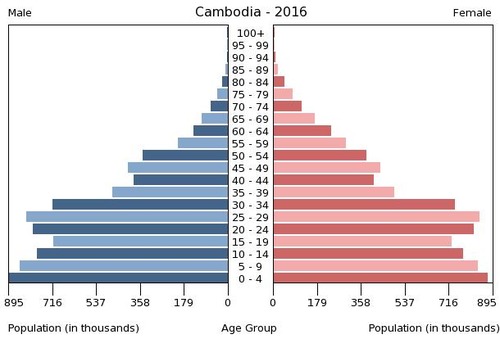 Male Cambodia - 2016 Female
100+
95 - 99
90 - 94
85 - 89
80 - 84
75 - 79
70 - 74
65 - 69
60 - 64
55 - 59
50 - 54
45 - 49
40 - 44
35 - 39
30 - 34
25 - 29
20 - 24
15 - 19
10 - 14
5 - 9
0 - 4
895 716 537 358 179 0 0 179 358 537 716 895
Population (in thousands) Age Group Population (in thousands)